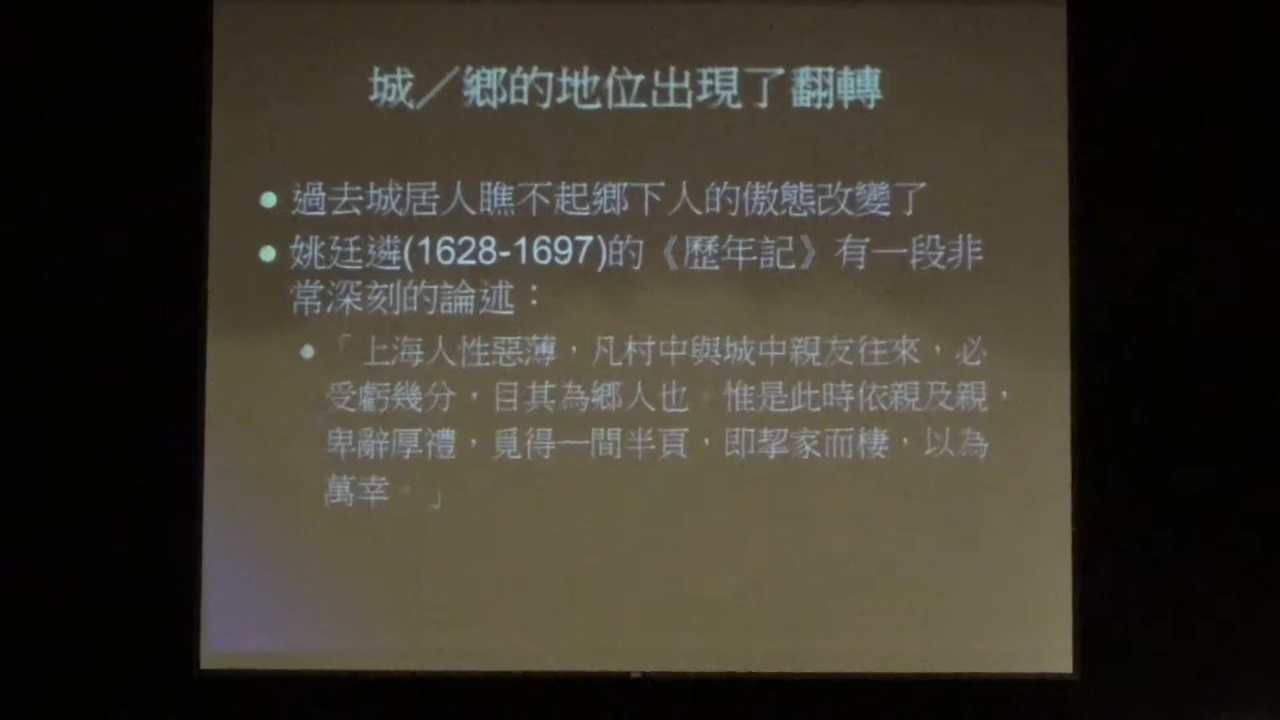 城／鄉的地位出現了翻轉
過去城居人瞧不起鄉下人的傲態改變了
姚廷遴(1628-1697)的《歷年記》有一段非
常深刻的論述：
「上海人性惡薄，凡村中與城中親友往來，必
受虧幾分，目其為鄉人也。惟是此時依親及親，
卑辭厚禮，覓得一間半頁，即挈家而棲，以為
萬幸。」